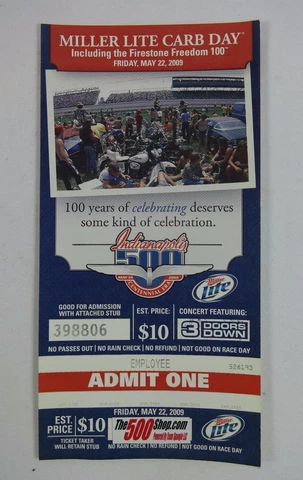 MILLER LITE CARB DAY™
Including the Firestone Freedom 100™
FRIDAY, MAY 22, 2009
100 years of celebrating deserves
some kind of celebration.
Indianapolis
500
CENTENNIAL ERA
Miller
Lite
GOOD FOR ADMISSION
WITH ATTACHED STUB
398806
EST. PRICE:
$10
CONCERT FEATURING:
3 DOORS
DOWN
NO PASSES OUT | NO RAIN CHECK | NO REFUND | NOT GOOD ON RACE DAY
EMPLOYEE
ADMIT ONE
FRIDAY, MAY 22, 2009
EST.
PRICE $10
TICKET TAKER
WILL RETAIN STUB
The500Shop.com
Miller
Lite
NO RAIN CHECK | NO REFUND | NOT GOOD ON RACE DAY